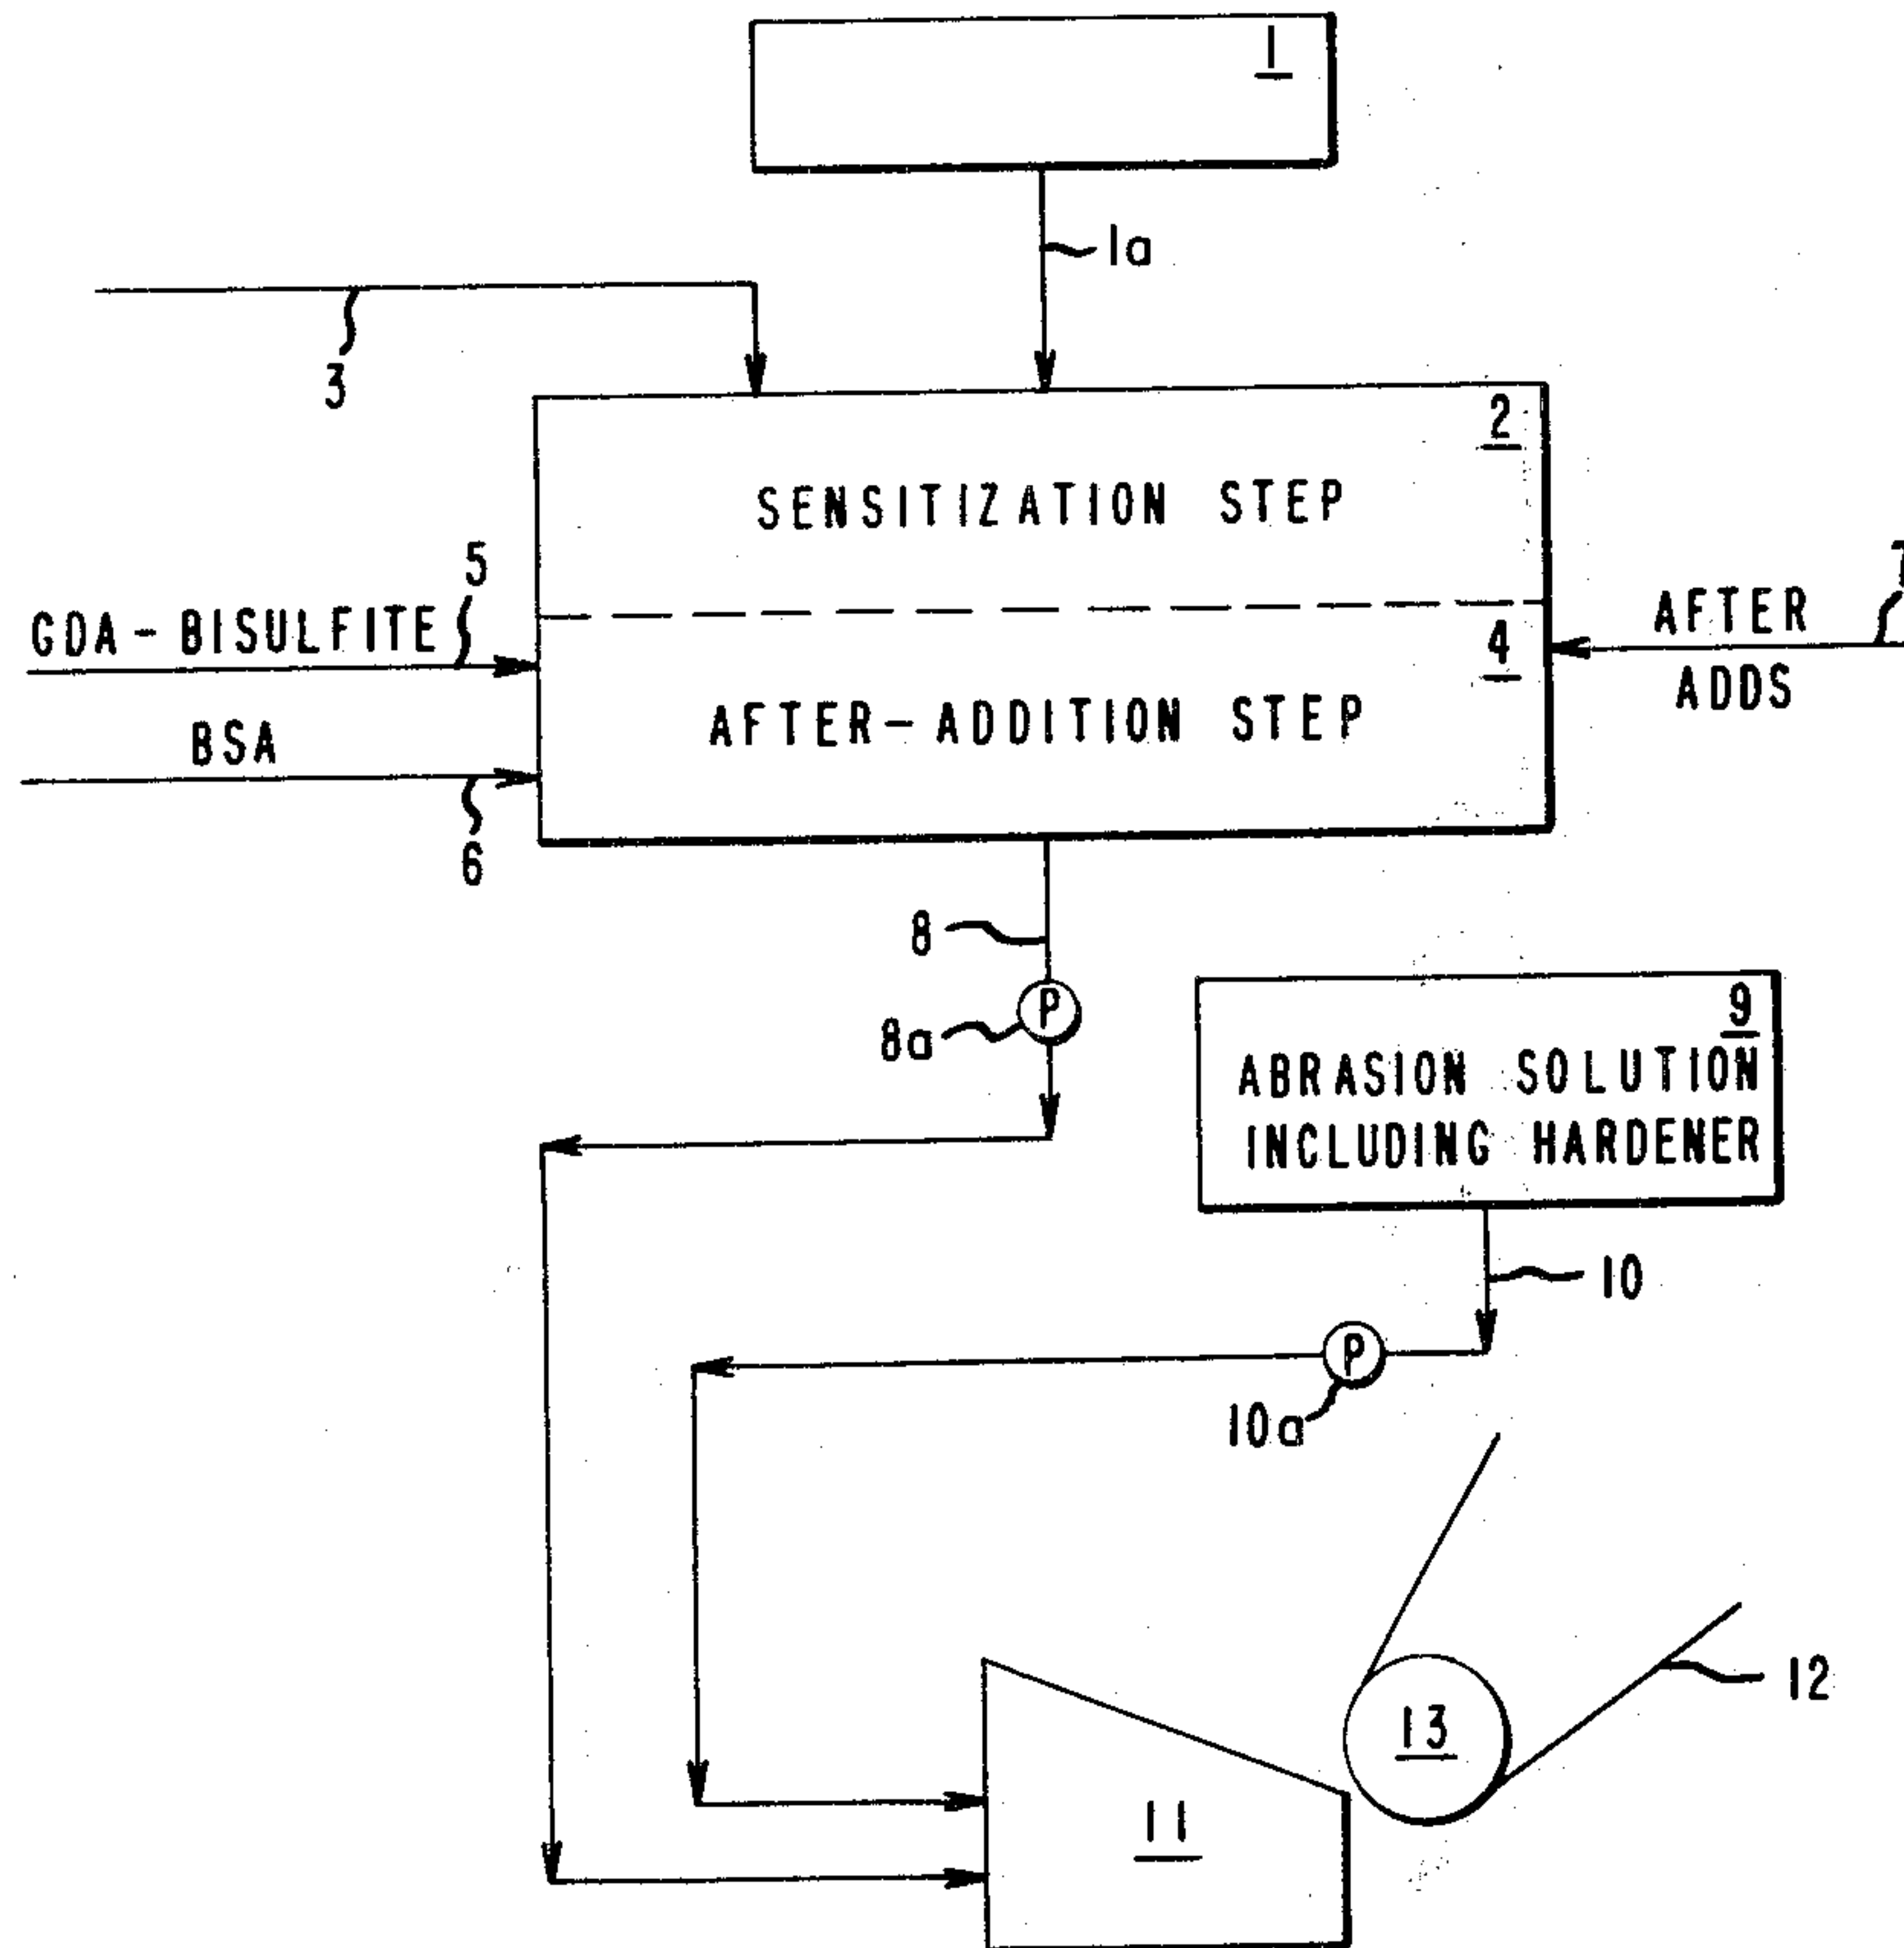 1
1a
3
2
SENSITIZATION STEP
5
GDA-BISULFITE
7
AFTER
ADDS
4
AFTER-ADDITION STEP
BSA
6
8
P
8a
9
ABRASION SOLUTION
INCLUDING HARDENER
10
P
10a
12
13
11